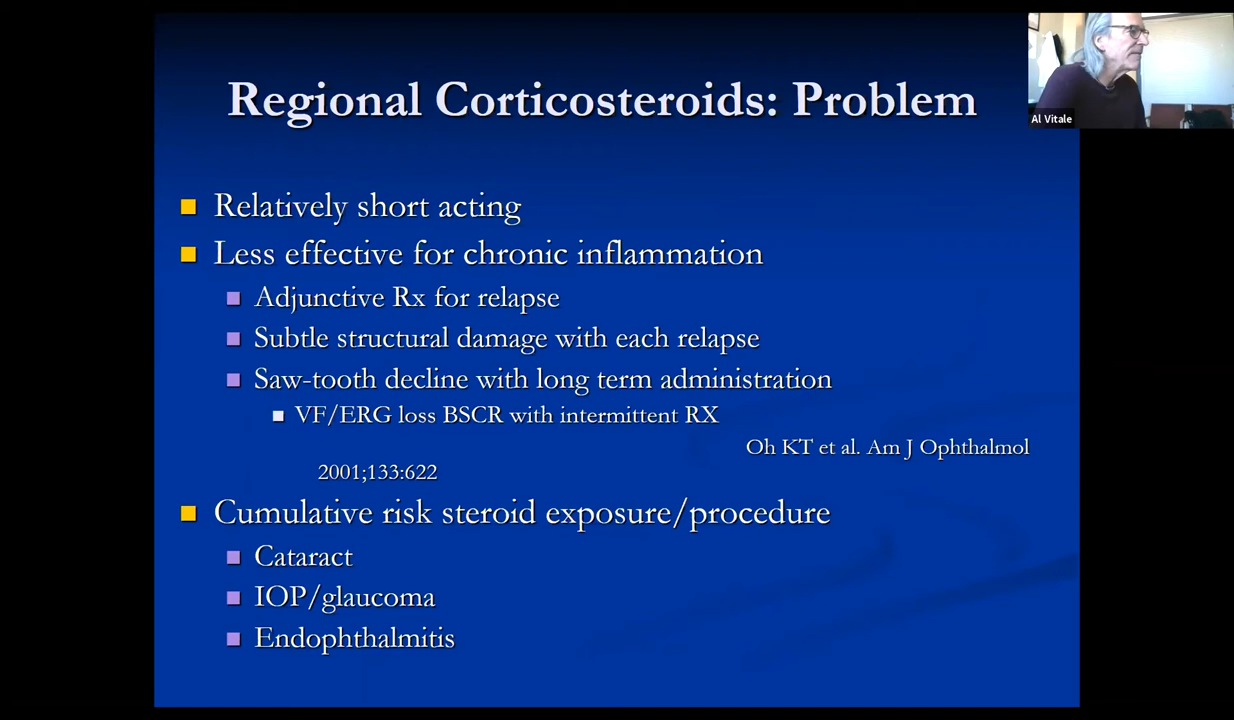 Regional Corticosteroids: Problem
Al Vitale
Relatively short acting
Less effective for chronic inflammation
Adjunctive Rx for relapse
Subtle structural damage with each relapse
Saw-tooth decline with long term administration
VF/ERG loss BSCR with intermittent RX
Oh KT et al. Am J Ophthalmol
2001;133:622
Cumulative risk steroid exposure/procedure
Cataract
IOP/glaucoma
Endophthalmitis